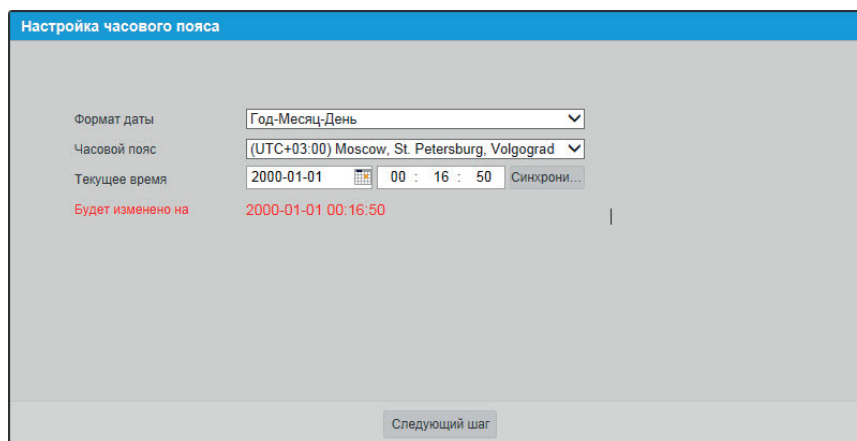 Настройка часового пояса
Формат даты Год-Месяц-День
Часовой пояс (UTC+03:00) Moscow, St. Petersburg, Volgograd
Текущее время 2000-01-01 00 : 16 : 50 Синхрони...
Будет изменено на 2000-01-01 00:16:50
Следующий шаг